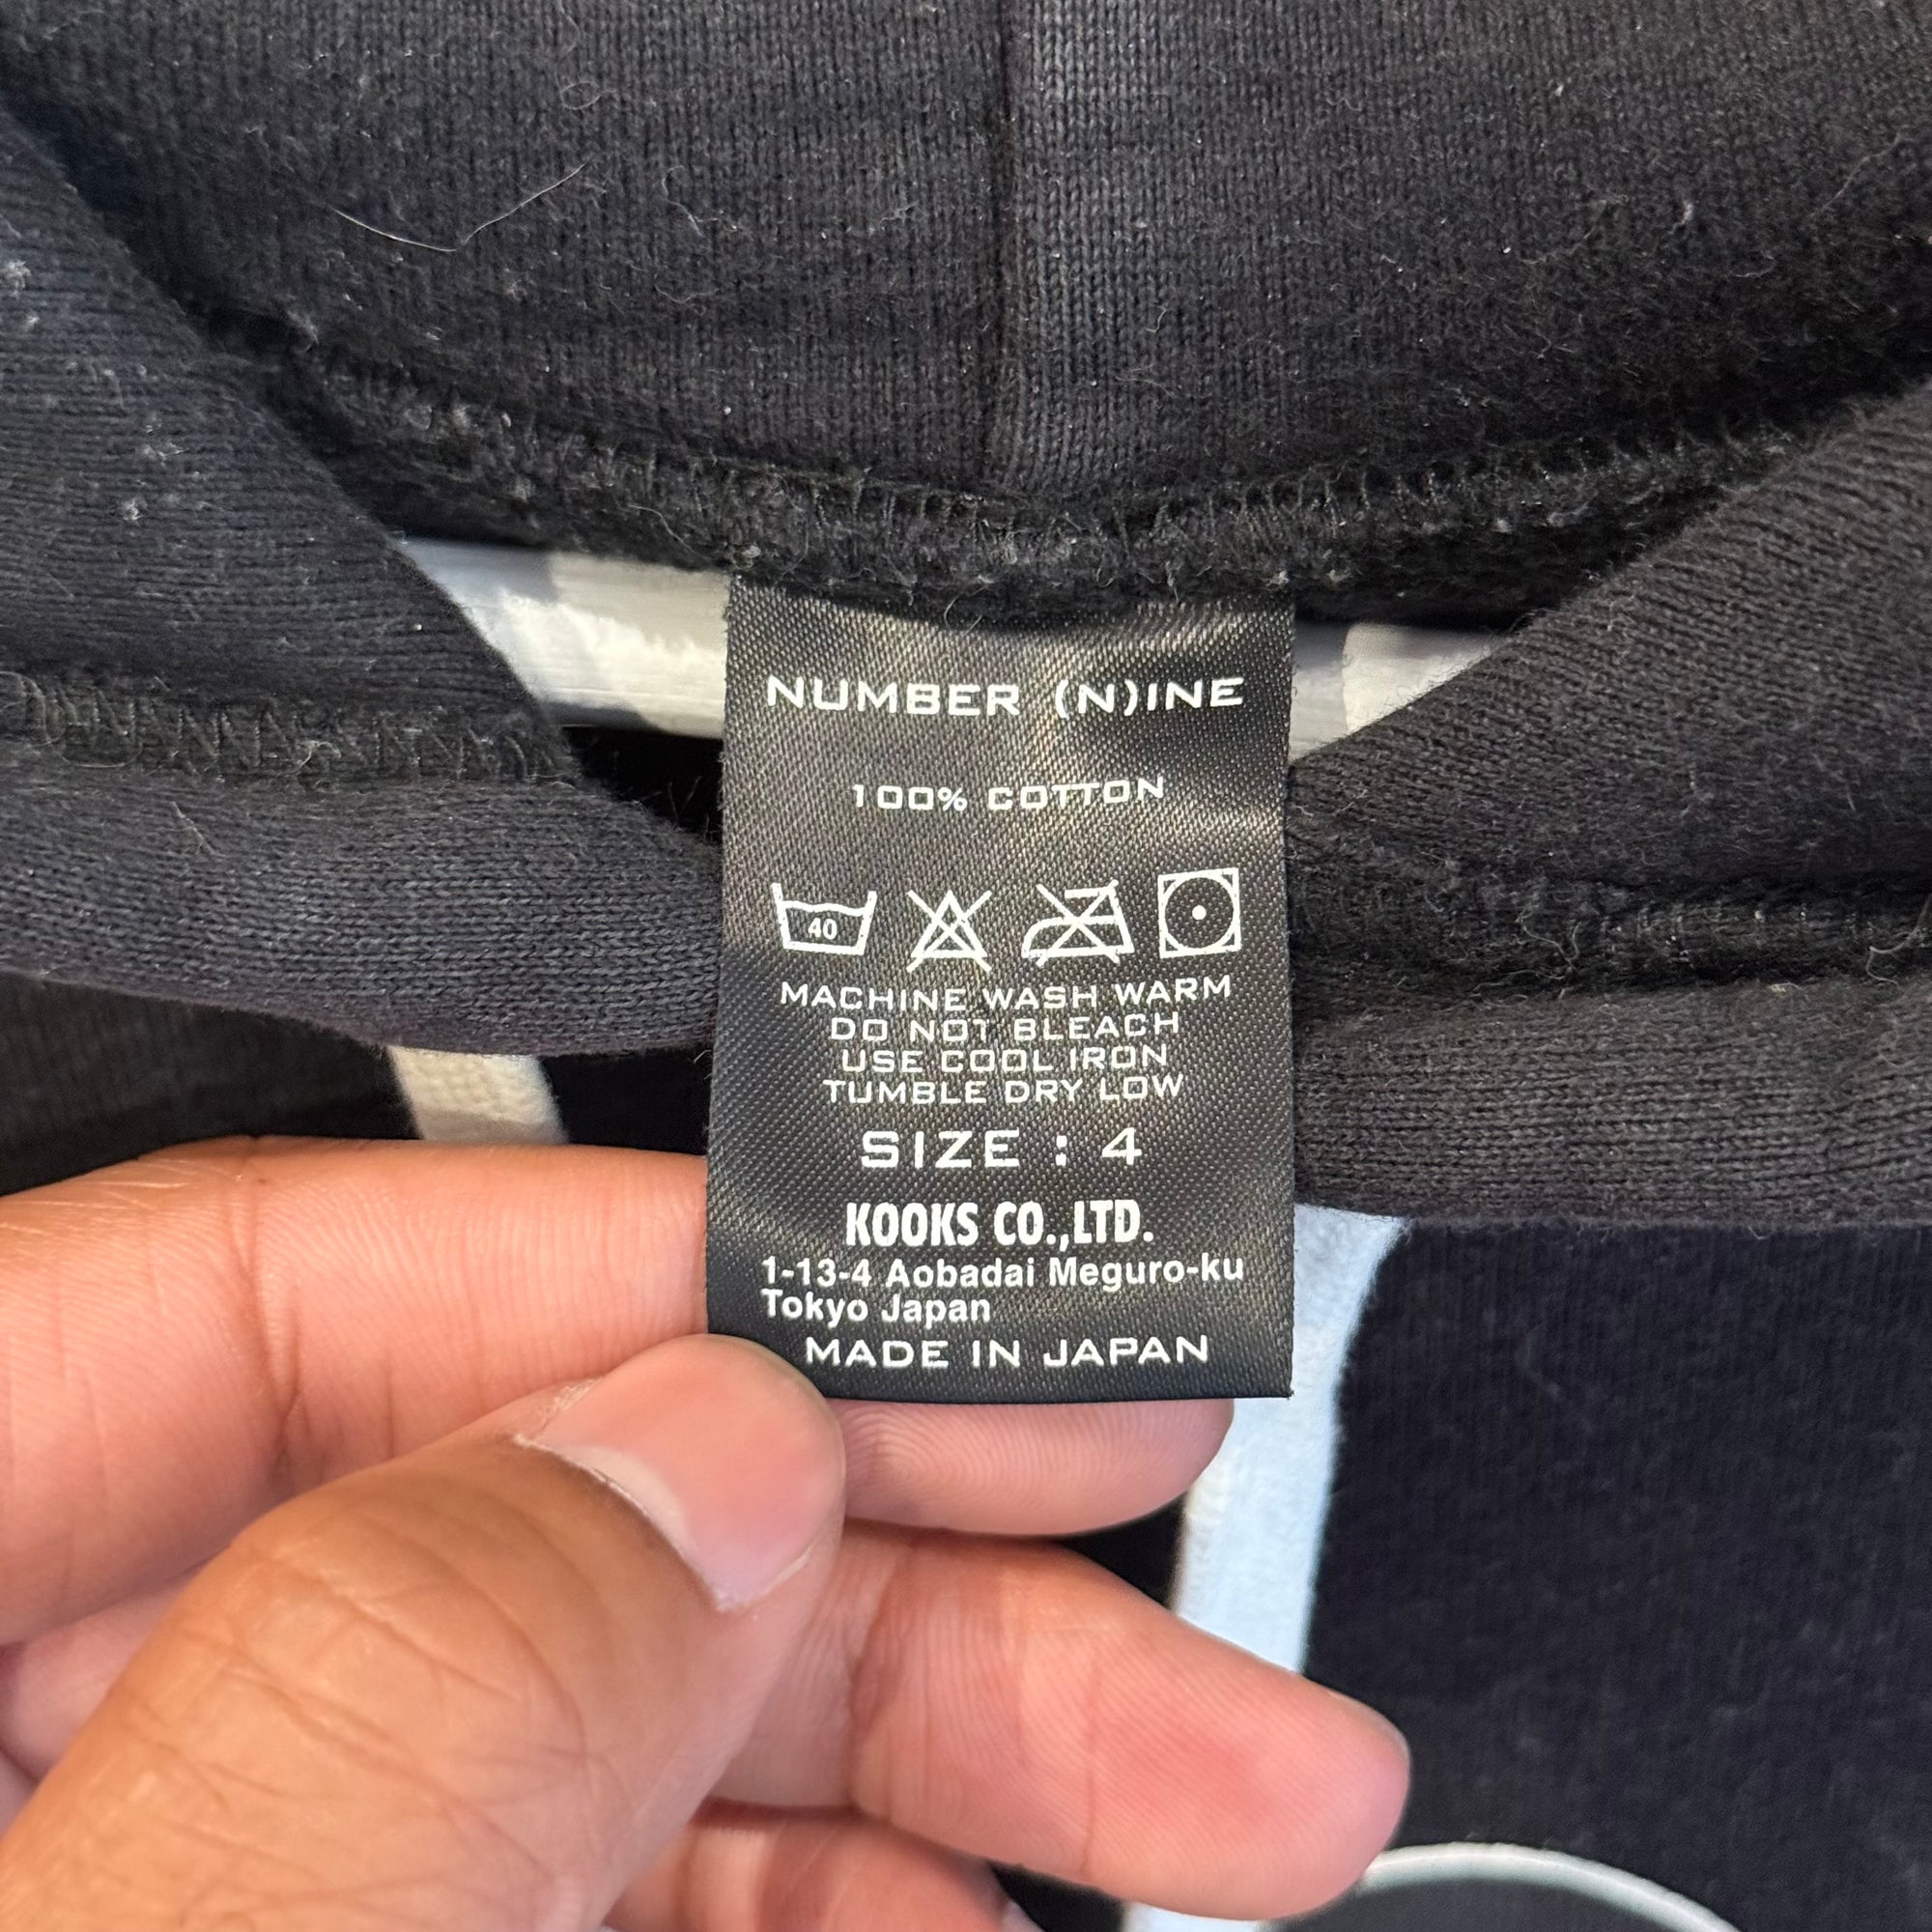 NUMBER (N)INE
100% COTTON
40
MACHINE WASH WARM
DO NOT BLEACH
USE COOL IRON
TUMBLE DRY LOW
SIZE : 4
KOOKS CO.,LTD.
1-13-4 Aobadai Meguro-ku
Tokyo Japan
MADE IN JAPAN